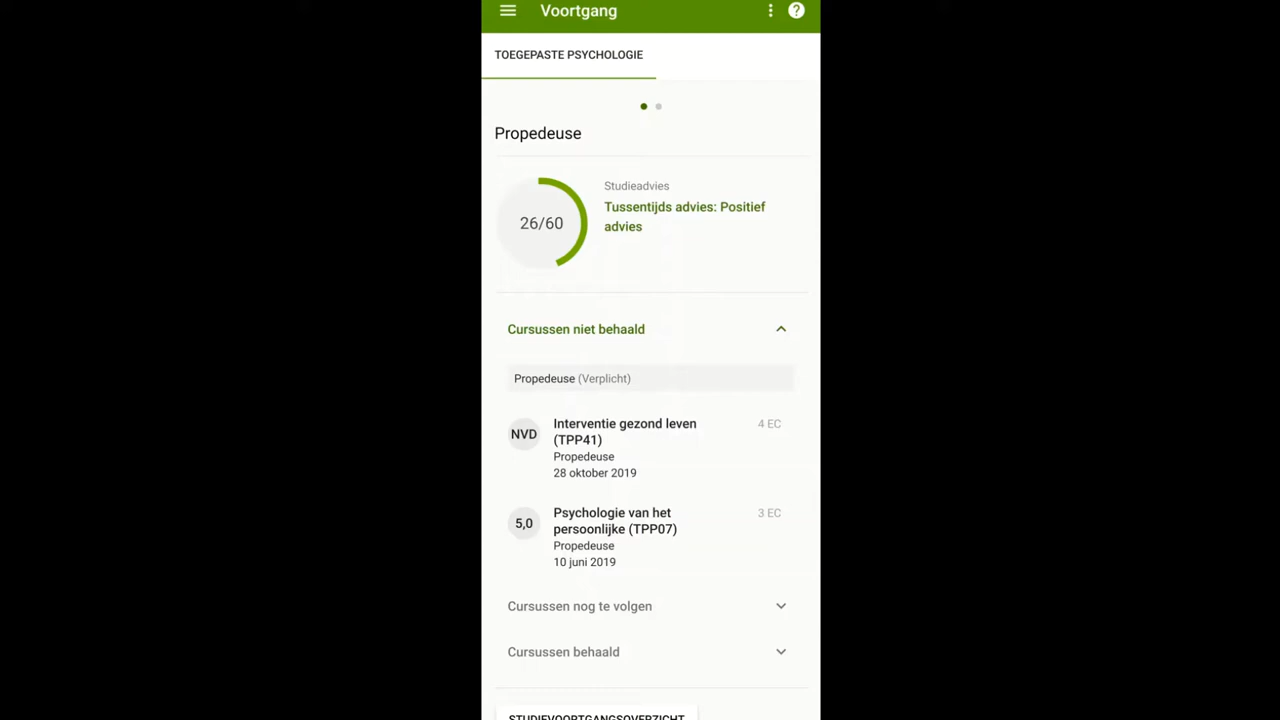 Voortgang
TOEGEPASTE PSYCHOLOGIE
Propedeuse
26/60
Studieadvies
Tussentijds advies: Positief
advies
Cursussen niet behaald
Propedeuse (Verplicht)
NVD
Interventie gezond leven
(TPP41)
Propedeuse
28 oktober 2019
4 EC
5,0
Psychologie van het
persoonlijke (TPP07)
Propedeuse
10 juni 2019
3 EC
Cursussen nog te volgen
Cursussen behaald
STUDIEVOORTGANGSOVERZICHT